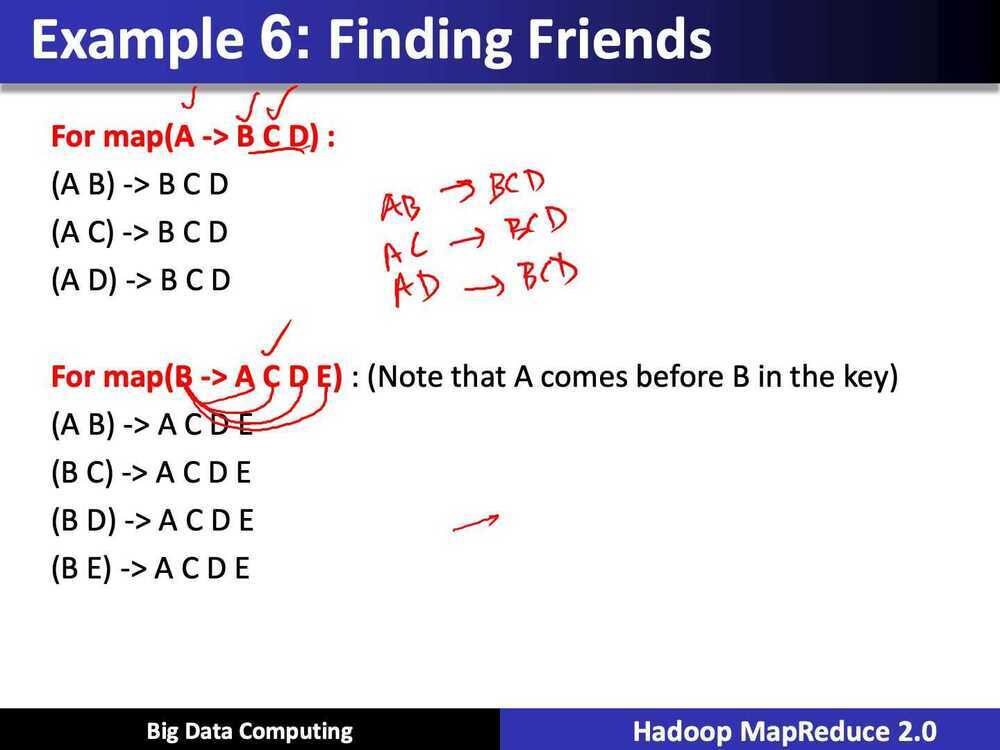 Example 6: Finding Friends
For map(A -> B C D) :
(A B) -> B C D
(A C) -> B C D
(A D) -> B C D
AB → BCD
AC → BCD
AD → BCD
For map(B -> A C D E) : (Note that A comes before B in the key)
(A B) -> A C D E
(B C) -> A C D E
(B D) -> A C D E
(B E) -> A C D E
Big Data Computing
Hadoop MapReduce 2.0